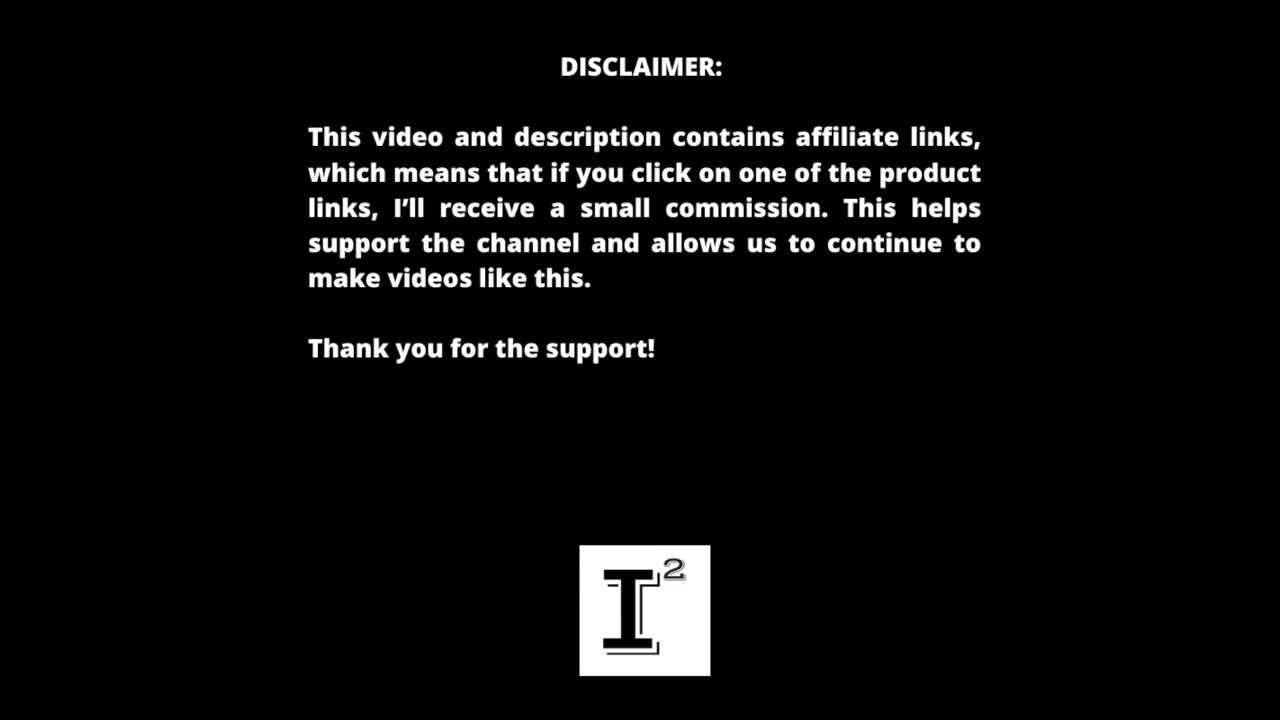 DISCLAIMER:
This video and description contains affiliate links,
which means that if you click on one of the product
links, I’ll receive a small commission. This helps
support the channel and allows us to continue to
make videos like this.
Thank you for the support!
I²